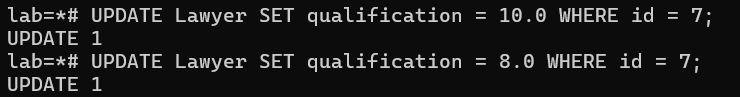 lab=*# UPDATE Lawyer SET qualification = 10.0 WHERE id = 7;
UPDATE 1
lab=*# UPDATE Lawyer SET qualification = 8.0 WHERE id = 7;
UPDATE 1